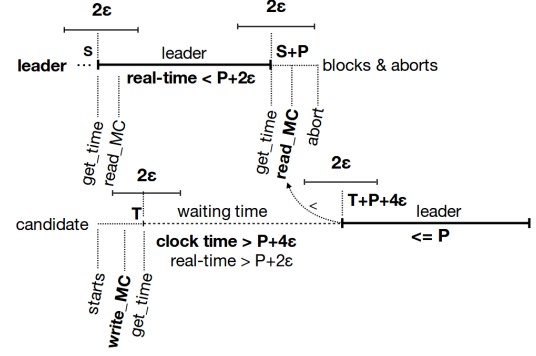 2ε
2ε
s
leader
S+P
leader
...
blocks & aborts
real-time < P+2ε
get_time
read_MC
get_time
read_MC
abort
2ε
2ε
<
T
waiting time
T+P+4ε
leader
candidate
clock time > P+4ε
<= P
real-time > P+2ε
starts
write_MC
get_time